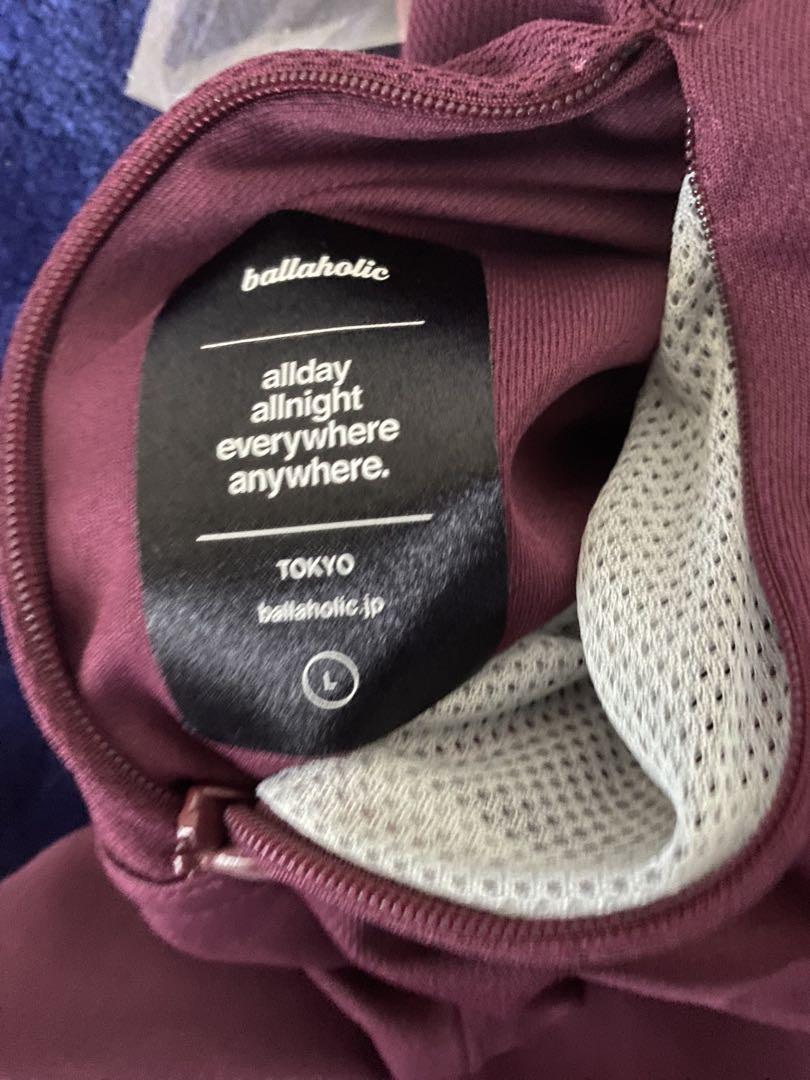 ballaholic
allday
allnight
everywhere
anywhere.
TOKYO
ballaholic.jp
L